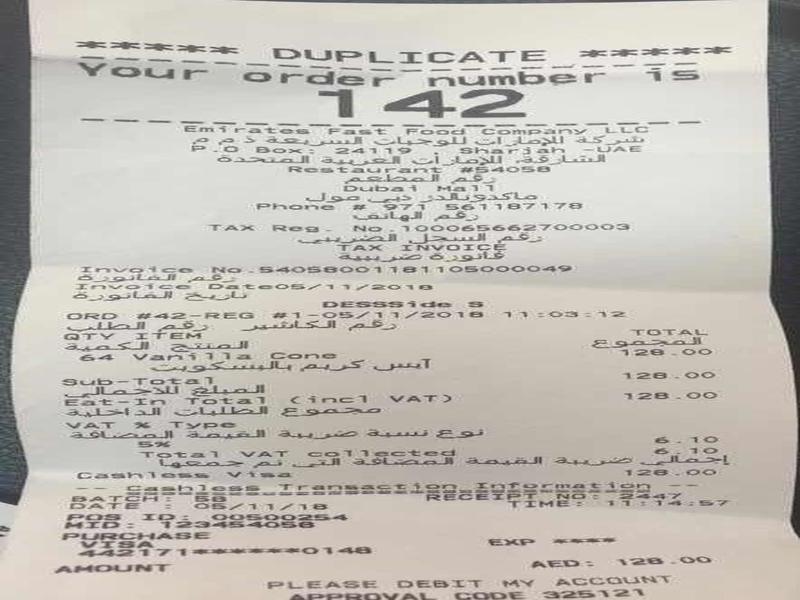 ***** DUPLICATE *****
Your order number is
142
Emirates Fast Food Company LLC
شركة الإمارات للوجبات السريعة ذ م م
P.O Box: 24119 , Sharjah -UAE
الشارقة، الإمارات العربية المتحدة
Restaurant #54058
رقم المطعم
Dubai Mall
ماكدونالدز دبي مول
Phone # 971 561187178
رقم الهاتف
TAX Reg. No.100065662700003
رقم السجل الضريبي
TAX INVOICE
فاتورة ضريبية
Invoice No.54058001181105000049
رقم الفاتورة
Invoice Date05/11/2018
تاريخ الفاتورة
DESSSide S
ORD #42-REG #1-05/11/2018 11:03:12
رقم الكاشير رقم الطلب
QTY ITEM TOTAL
المنتج الكمية المجموع
64 Vanilla Cone 128.00
آيس كريم بالبسكويت
Sub-Total 128.00
المبلغ الاجمالي
Eat-In Total (incl VAT) 128.00
مجموع الطلبات الداخلية
VAT % Type
نوع نسبة ضريبة القيمة المضافة
5% 6.10
Total VAT collected 6.10
إجمالي ضريبة القيمة المضافة التي تم جمعها
Cashless Visa 128.00
-- Cashless Transaction Information --
BATCH: 58 RECEIPT NO: 2447
DATE : 05/11/18 TIME: 11:14:57
POS ID: 00500254
MID: 123454058
PURCHASE
VISA EXP ****
442171******0148
AMOUNT AED: 128.00
PLEASE DEBIT MY ACCOUNT
APPROVAL CODE 325121